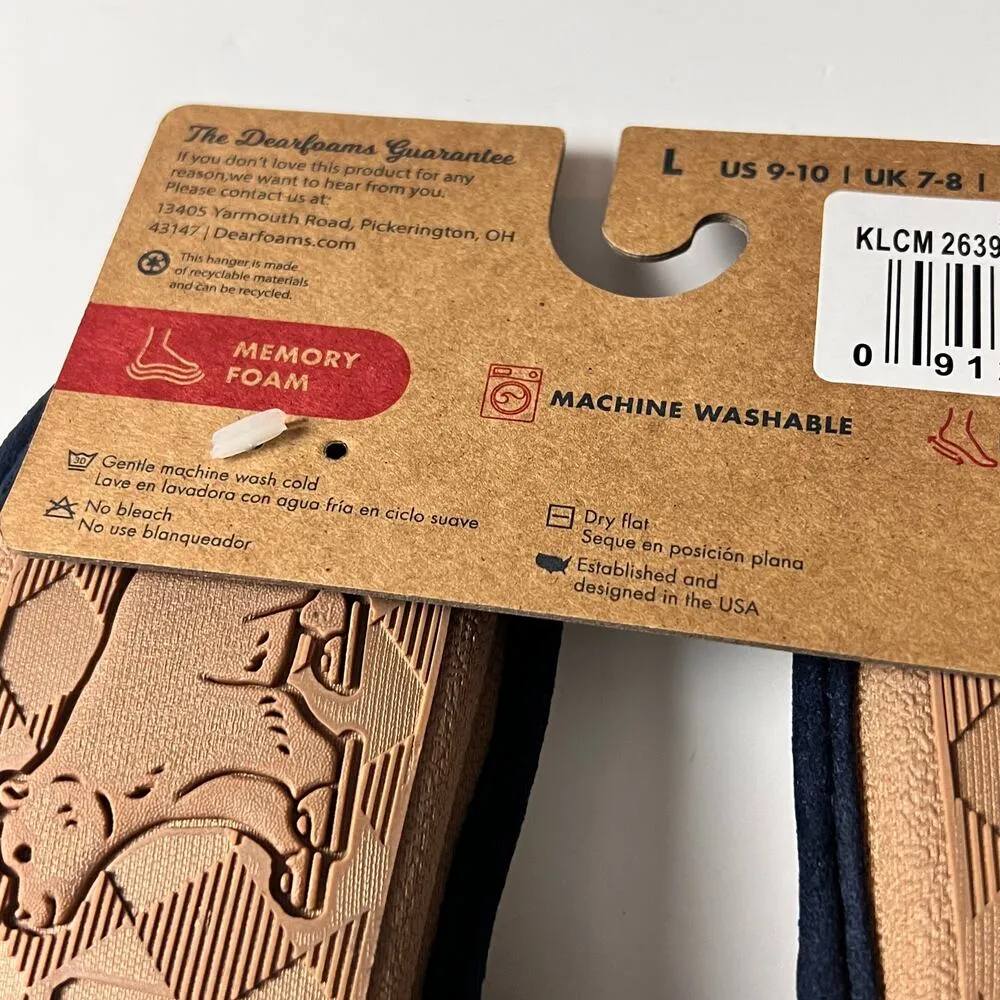 The Dearfoams Guarantee
If you don't love this product for any
reason,we want to hear from you.
Please contact us at:
13405 Yarmouth Road, Pickerington, OH
43147 | Dearfoams.com
This hanger is made
of recyclable materials
and can be recycled.
L US 9-10 | UK 7-8 |
KLCM 2639
0 91
MEMORY
FOAM
MACHINE WASHABLE
30
Gentle machine wash cold
Lave en lavadora con agua fría en ciclo suave
No bleach
No use blanqueador
Dry flat
Seque en posición plana
Established and
designed in the USA